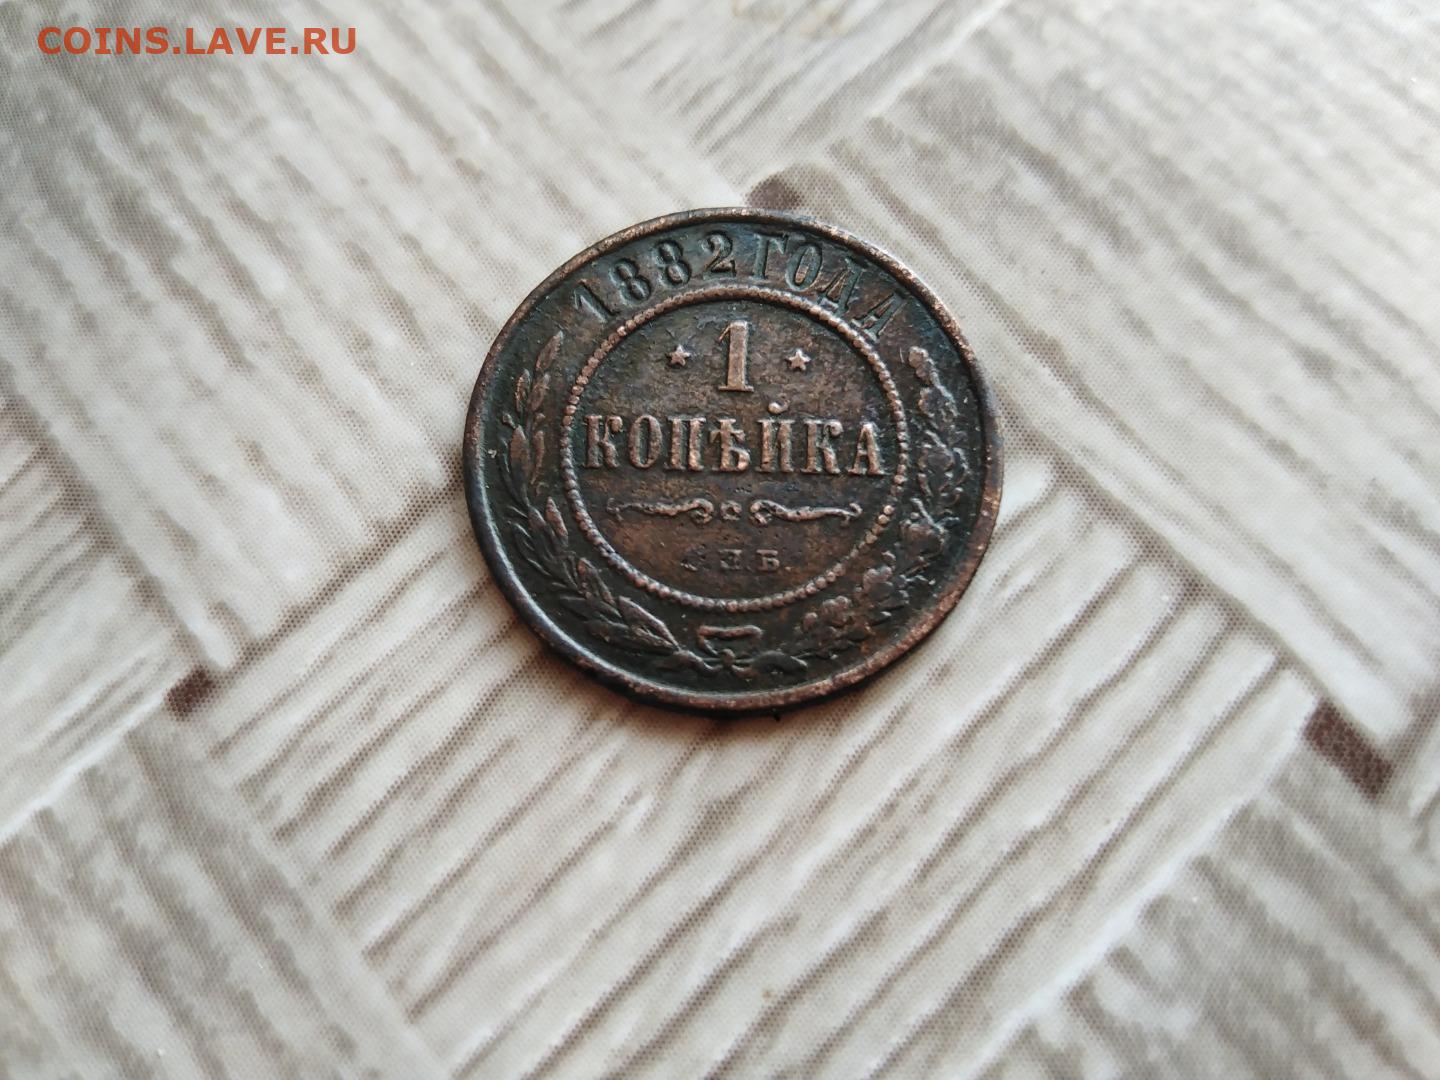 COINS.LAVE.RU
1882 ГОДА
1
КОПѢЙКА
С.П.Б.